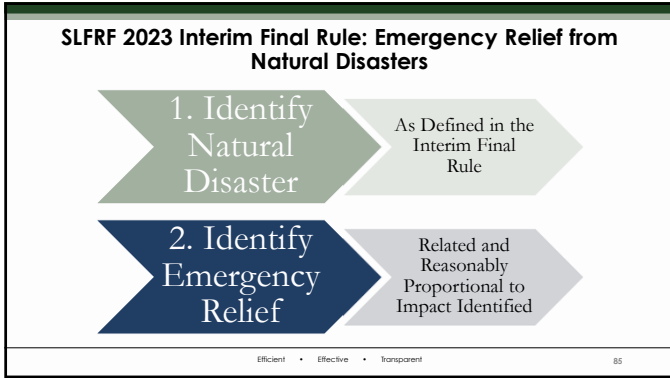 SLFRF 2023 Interim Final Rule: Emergency Relief from
Natural Disasters
1. Identify
Natural
Disaster
As Defined in the
Interim Final
Rule
2. Identify
Emergency
Relief
Related and
Reasonably
Proportional to
Impact Identified
Efficient • Effective • Transparent
85